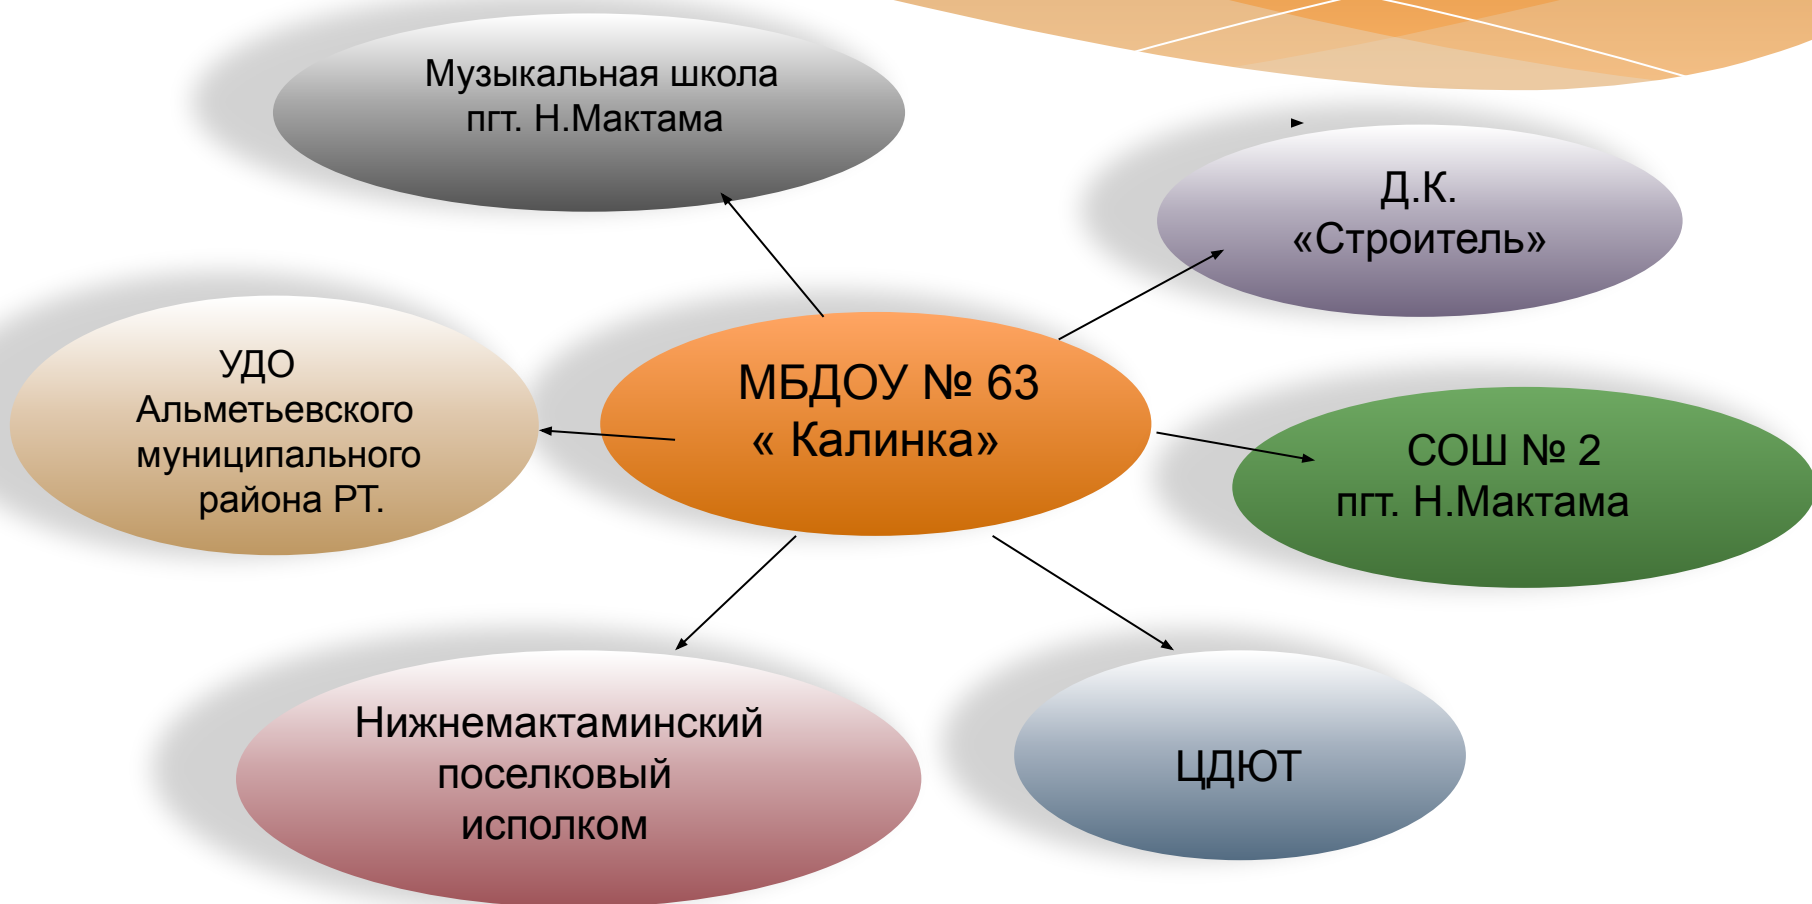 Музыкальная школа
пгт. Н.Мактама
Д.К.
«Строитель»
УДО
Альметьевского
муниципального
района РТ.
МБДОУ № 63
« Калинка»
СОШ № 2
пгт. Н.Мактама
Нижнемактаминский
поселковый
исполком
ЦДЮТ